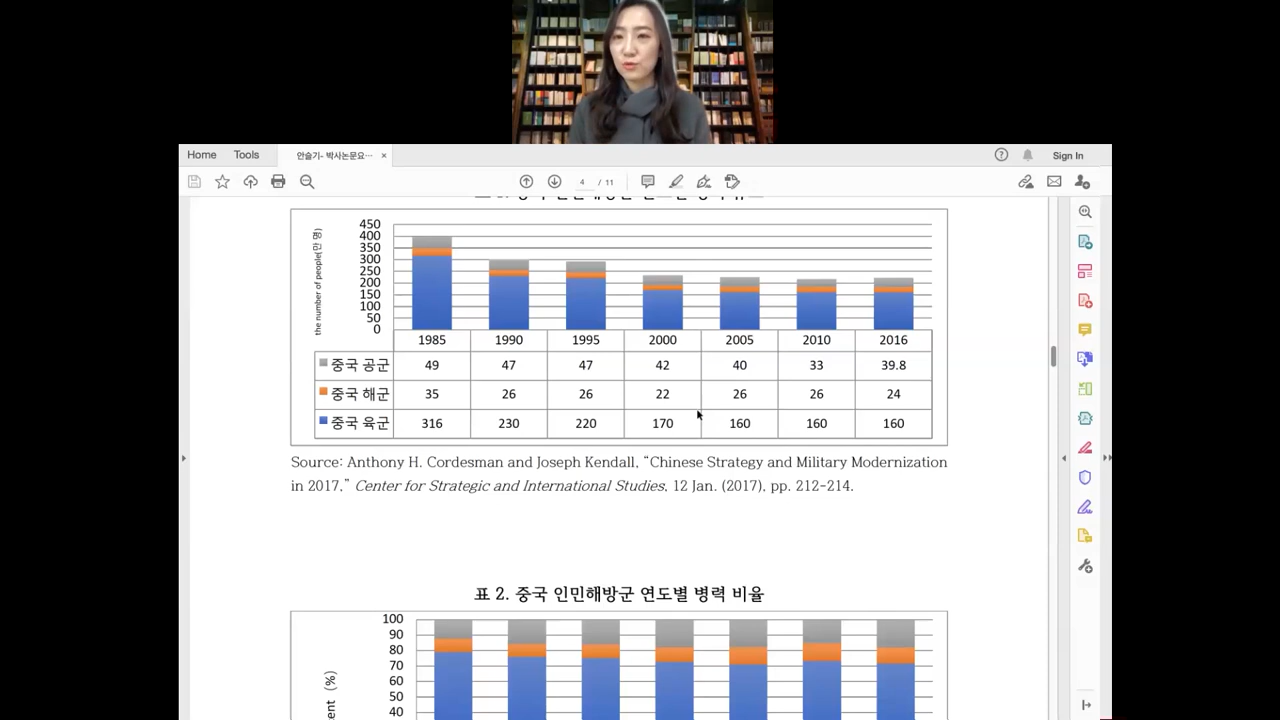 Home Tools 안슬기- 박사논문요··· × Sign In
4 / 11
the number of people(만 명)
450
400
350
300
250
200
150
100
50
0
1985 1990 1995 2000 2005 2010 2016
중국 공군 49 47 47 42 40 33 39.8
중국 해군 35 26 26 22 26 26 24
중국 육군 316 230 220 170 160 160 160
Source: Anthony H. Cordesman and Joseph Kendall, “Chinese Strategy and Military Modernization
in 2017,” Center for Strategic and International Studies, 12 Jan. (2017), pp. 212-214.
표 2. 중국 인민해방군 연도별 병력 비율
100
90
80
70
60
50
40
(%)